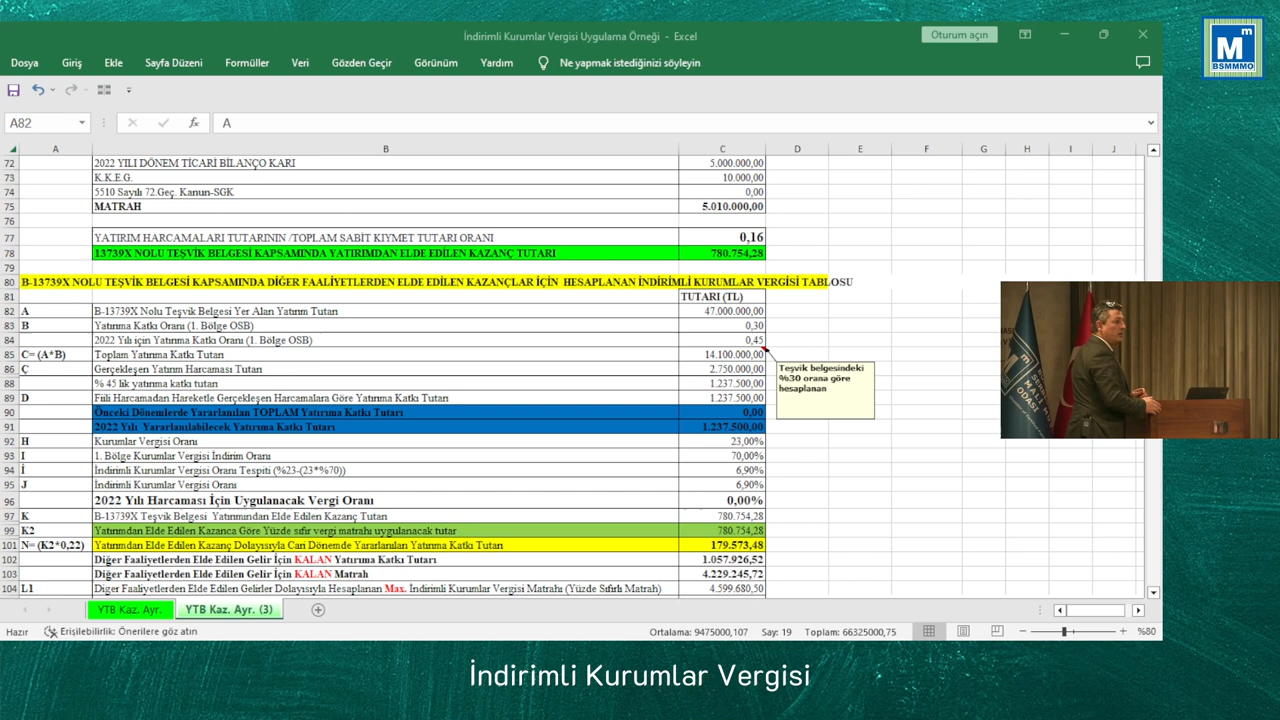 İndirimli Kurumlar Vergisi Uygulama Örneği - Excel
Oturum açın
Dosya Giriş Ekle Sayfa Düzeni Formüller Veri Gözden Geçir Görünüm Yardım Ne yapmak istediğinizi söyleyin
A82 fx A
A B C D E F G H I J
72 2022 YILI DÖNEM TİCARİ BİLANÇO KARI 5.000.000,00
73 K.K.E.G. 10.000,00
74 5510 Sayılı 72.Geç. Kanun-SGK 0,00
75 MATRAH 5.010.000,00
76
77 YATIRIM HARCAMALARI TUTARININ /TOPLAM SABİT KIYMET TUTARI ORANI 0,16
78 13739X NOLU TEŞVİK BELGESİ KAPSAMINDA YATIRIMDAN ELDE EDİLEN KAZANÇ TUTARI 780.754,28
79
80 B-13739X NOLU TEŞVİK BELGESİ KAPSAMINDA DİĞER FAALİYETLERDEN ELDE EDİLEN KAZANÇLAR İÇİN HESAPLANAN İNDİRİMLİ KURUMLAR VERGİSİ TABLOSU
81 TUTARI (TL)
82 A B-13739X Nolu Teşvik Belgesi Yer Alan Yatırım Tutarı 47.000.000,00
83 B Yatırıma Katkı Oranı (1. Bölge OSB) 0,30
84 2022 Yılı için Yatırıma Katkı Oranı (1. Bölge OSB) 0,45
85 C= (A*B) Toplam Yatırıma Katkı Tutarı 14.100.000,00
86 Ç Gerçekleşen Yatırım Harcaması Tutarı 2.750.000,00
88 % 45 lik yatırıma katkı tutarı 1.237.500,00
89 D Fiili Harcamadan Hareketle Gerçekleşen Harcamalara Göre Yatırıma Katkı Tutarı 1.237.500,00
90 Önceki Dönemlerde Yararlanılan TOPLAM Yatırıma Katkı Tutarı 0,00
91 2022 Yılı Yararlanılabilecek Yatırıma Katkı Tutarı 1.237.500,00
92 H Kurumlar Vergisi Oranı 23,00%
93 I 1. Bölge Kurumlar Vergisi İndirim Oranı 70,00%
94 İ İndirimli Kurumlar Vergisi Oranı Tespiti (%23-(23*%70)) 6,90%
95 J İndirimli Kurumlar Vergisi Oranı 6,90%
96 2022 Yılı Harcaması İçin Uygulanacak Vergi Oranı 0,00%
97 K B-13739X Teşvik Belgesi Yatırımından Elde Edilen Kazanç Tutarı 780.754,28
99 K2 Yatırımdan Elde Edilen Kazanca Göre Yüzde sıfır vergi matrahı uygulanacak tutar 780.754,28
101 N= (K2*0,22) Yatırımdan Elde Edilen Kazanç Dolayısıyla Cari Dönemde Yararlanılan Yatırıma Katkı Tutarı 179.573,48
102 Diğer Faaliyetlerden Elde Edilen Gelir İçin KALAN Yatırıma Katkı Tutarı 1.057.926,52
103 Diğer Faaliyetlerden Elde Edilen Gelir İçin KALAN Matrah 4.229.245,72
104 L1 Diger Faaliyetlerden Elde Edilen Gelirler Dolayısıyla Hesaplanan Max. İndirimli Kurumlar Vergisi Matrahı (Yüzde Sıfırlı Matrah) 4.599.680,50
Teşvik belgesindeki
%30 orana göre
hesaplanan
YTB Kaz. Ayr. YTB Kaz. Ayr. (3)
Hazır Erişilebilirlik: Önerilere göz atın Ortalama: 9475000,107 Say: 19 Toplam: 66325000,75 %80
Mm
BSMMMO
İndirimli Kurumlar Vergisi